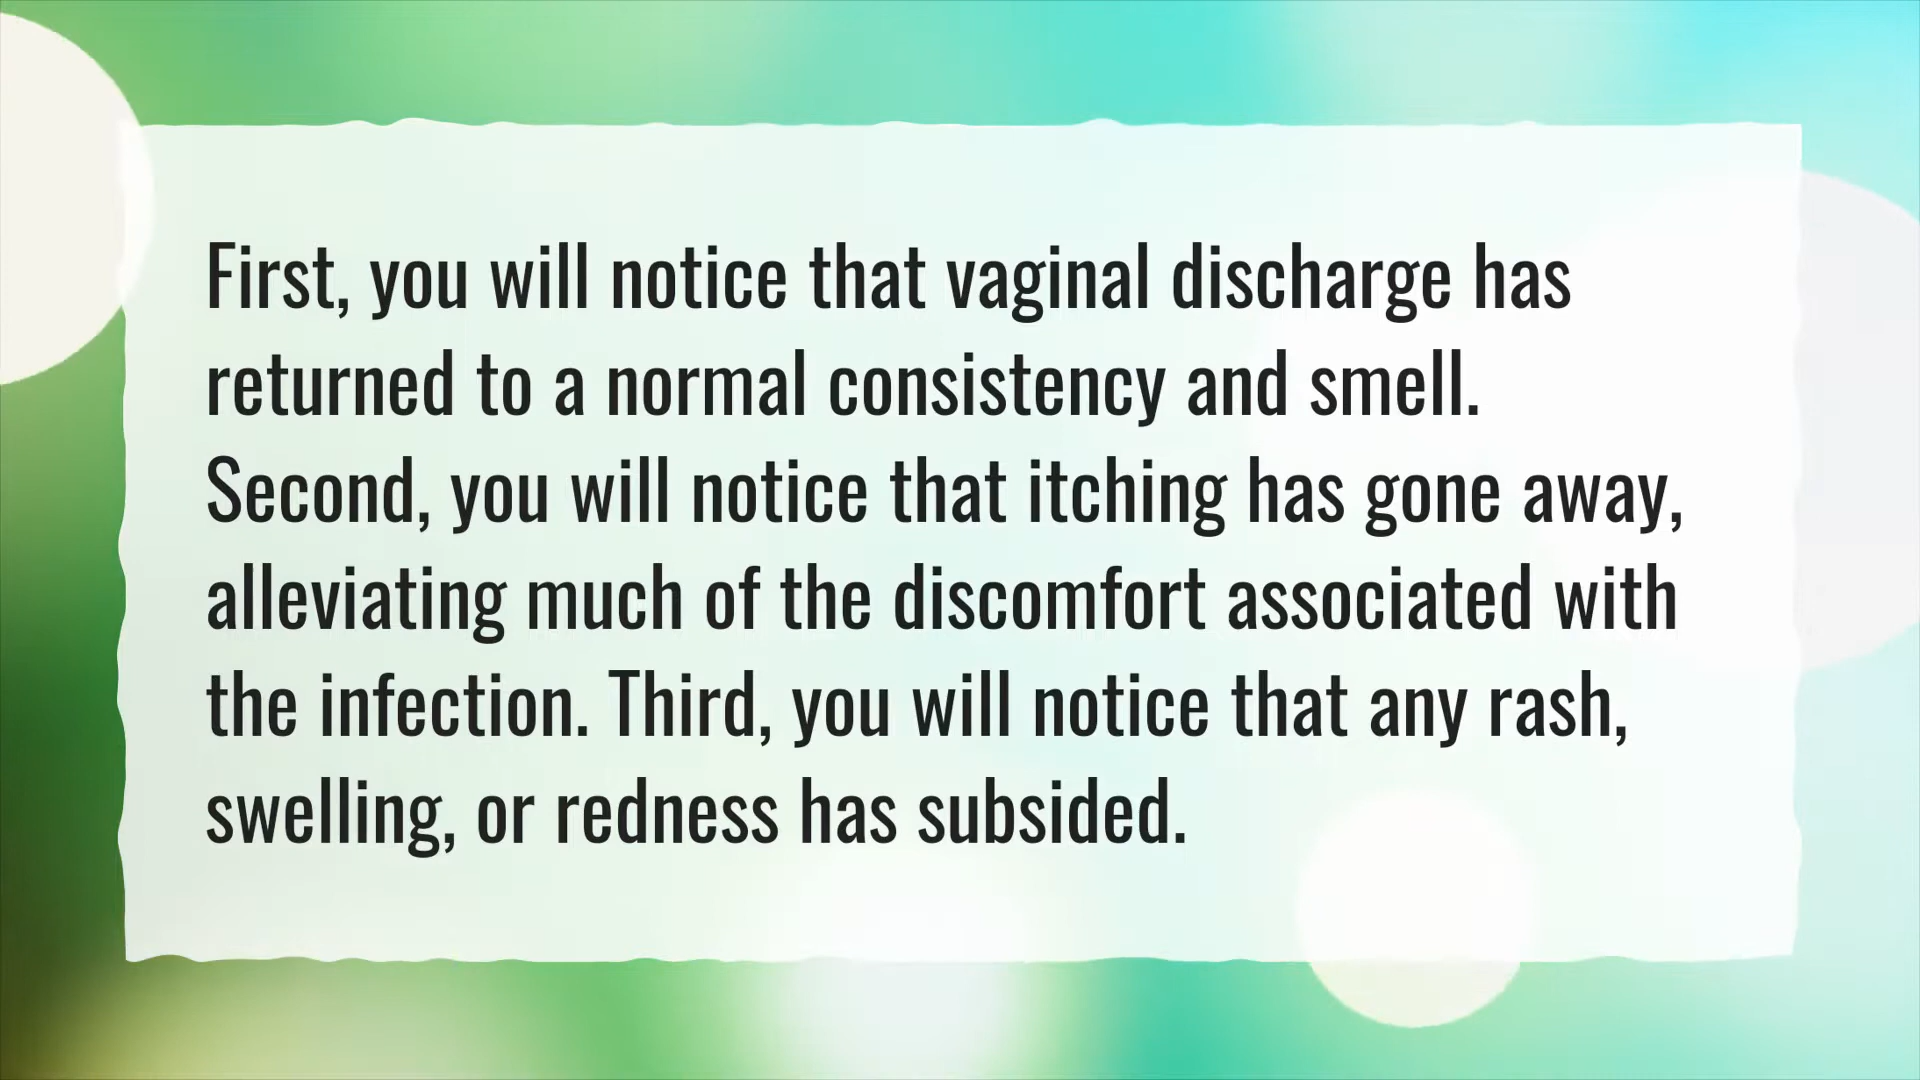 First, you will notice that vaginal discharge has
returned to a normal consistency and smell.
Second, you will notice that itching has gone away,
alleviating much of the discomfort associated with
the infection. Third, you will notice that any rash,
swelling, or redness has subsided.